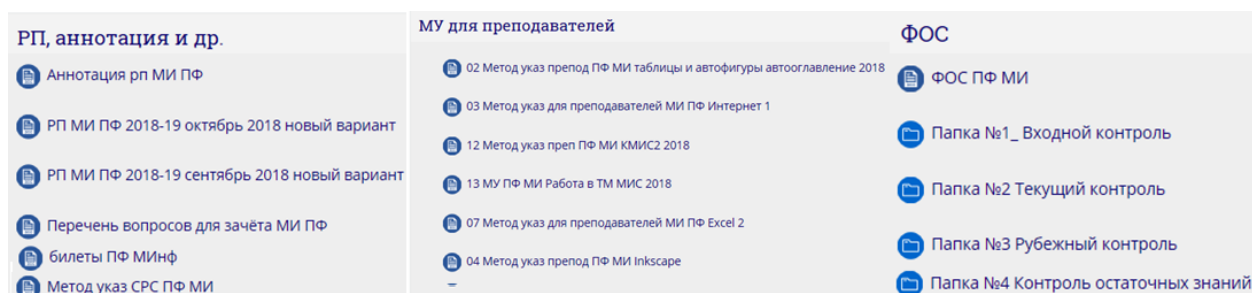 РП, аннотация и др.
Аннотация рп МИ ПФ
РП МИ ПФ 2018-19 октябрь 2018 новый вариант
РП МИ ПФ 2018-19 сентябрь 2018 новый вариант
Перечень вопросов для зачёта МИ ПФ
билеты ПФ МИнф
Метод указ СРС ПФ МИ
МУ для преподавателей
02 Метод указ препод ПФ МИ таблицы и автофигуры автооглавление 2018
03 Метод указ для преподавателей МИ ПФ Интернет 1
12 Метод указ преп ПФ МИ КМИС2 2018
13 МУ ПФ МИ Работа в ТМ МИС 2018
07 Метод указ для преподавателей МИ ПФ Excel 2
04 Метод указ препод ПФ МИ Inkscape
ФОС
ФОС ПФ МИ
Папка №1_ Входной контроль
Папка №2 Текущий контроль
Папка №3 Рубежный контроль
Папка №4 Контроль остаточных знаний